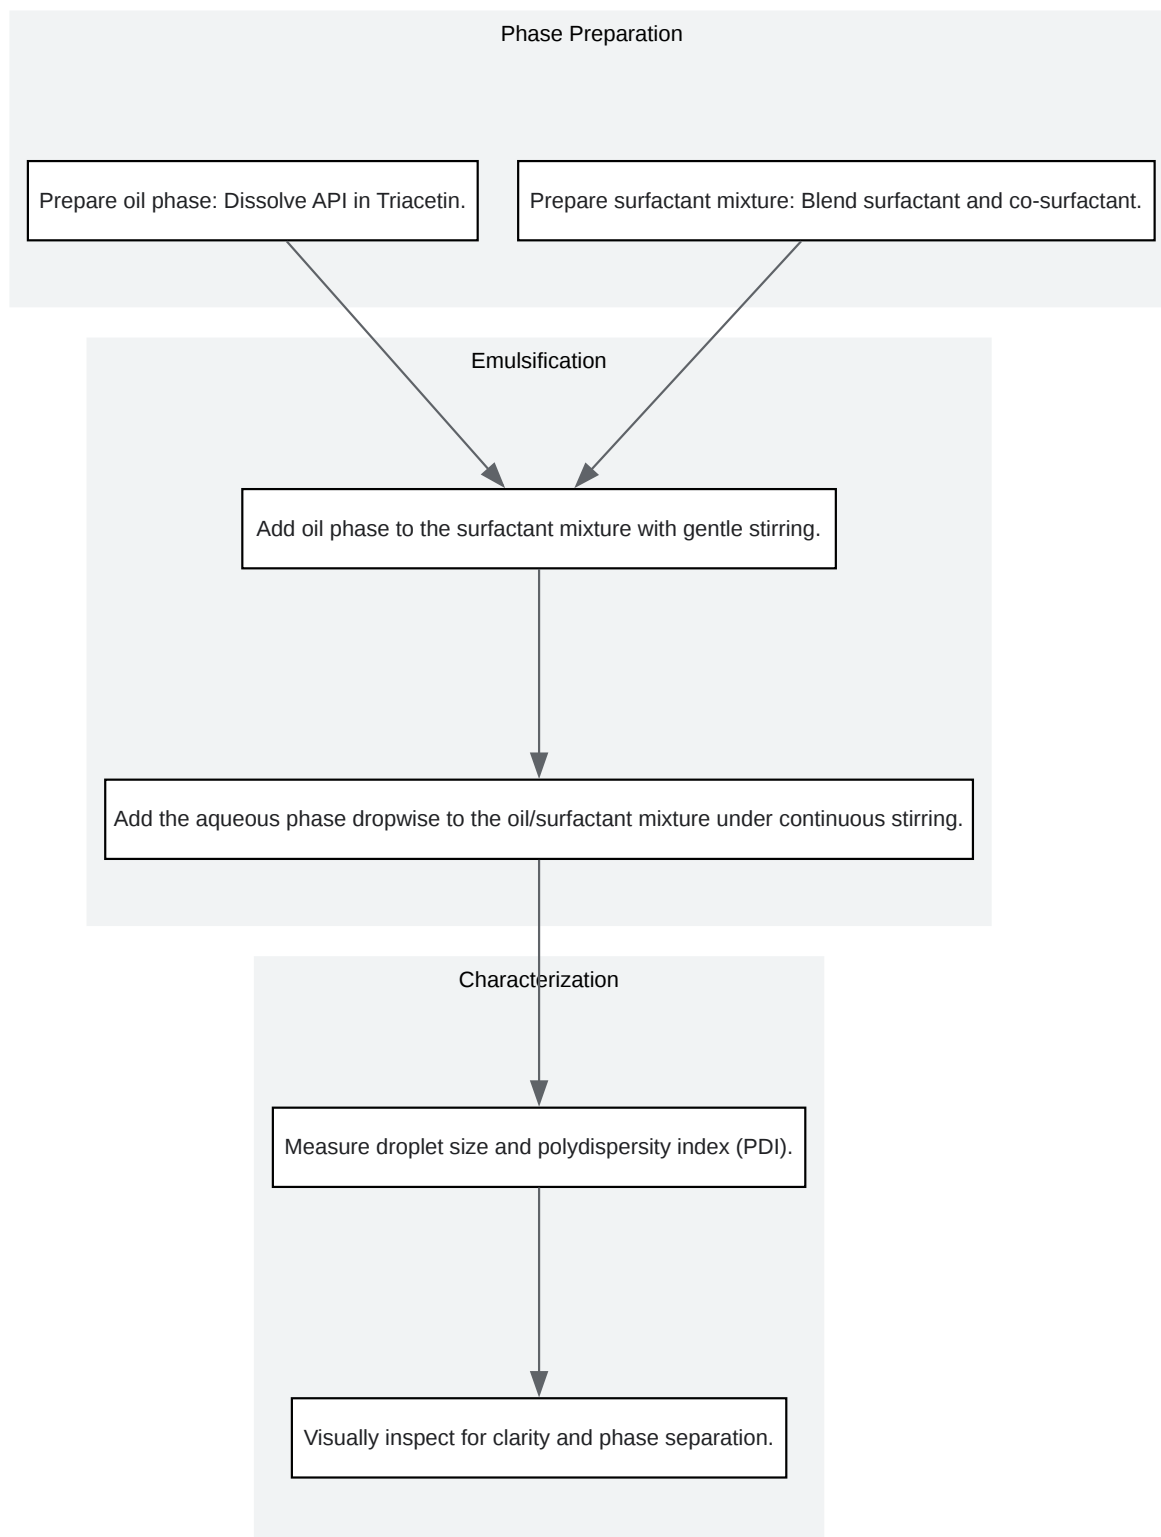 Phase Preparation
Prepare oil phase: Dissolve API in Triacetin.
Prepare surfactant mixture: Blend surfactant and co-surfactant.
Emulsification
Add oil phase to the surfactant mixture with gentle stirring.
Add the aqueous phase dropwise to the oil/surfactant mixture under continuous stirring.
Characterization
Measure droplet size and polydispersity index (PDI).
Visually inspect for clarity and phase separation.